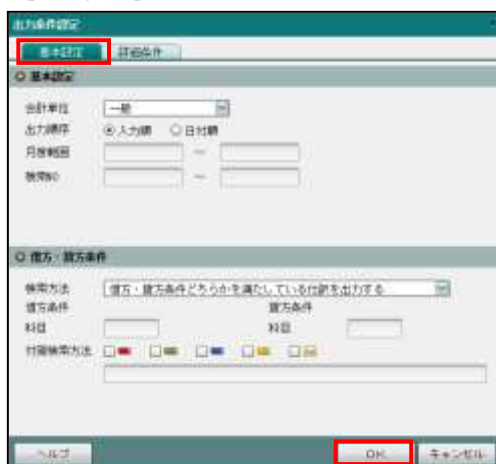 出力条件設定
基本設定 詳細条件
基本設定
会計単位 一般
出力順序 入力順 日付順
月度範囲 ～
検索NO ～
借方・貸方条件
検索方法 借方・貸方条件どちらかを満たしている仕訳を出力する
借方条件 貸方条件
科目 科目
付箋検索方法
ヘルプ OK キャンセル